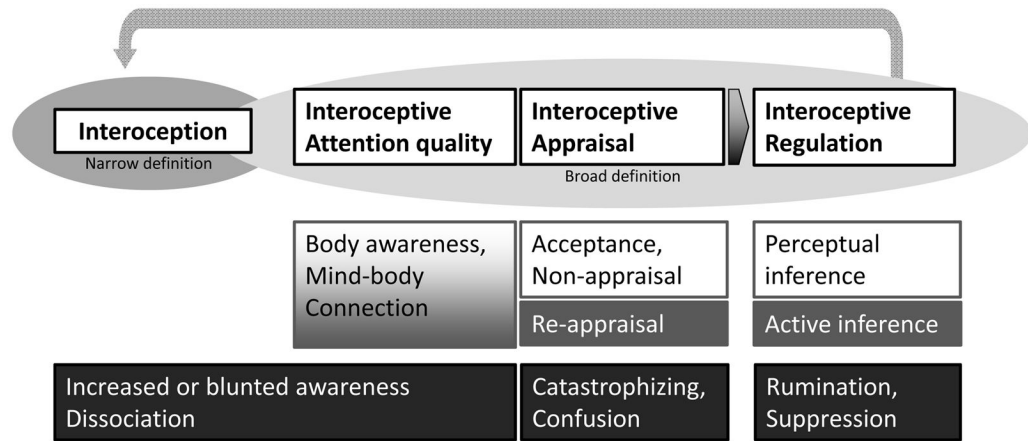 Interoception
Narrow definition
Interoceptive
Attention quality
Interoceptive
Appraisal
Broad definition
Interoceptive
Regulation
Body awareness,
Mind-body
Connection
Acceptance,
Non-appraisal
Re-appraisal
Perceptual
inference
Active inference
Increased or blunted awareness
Dissociation
Catastrophizing,
Confusion
Rumination,
Suppression